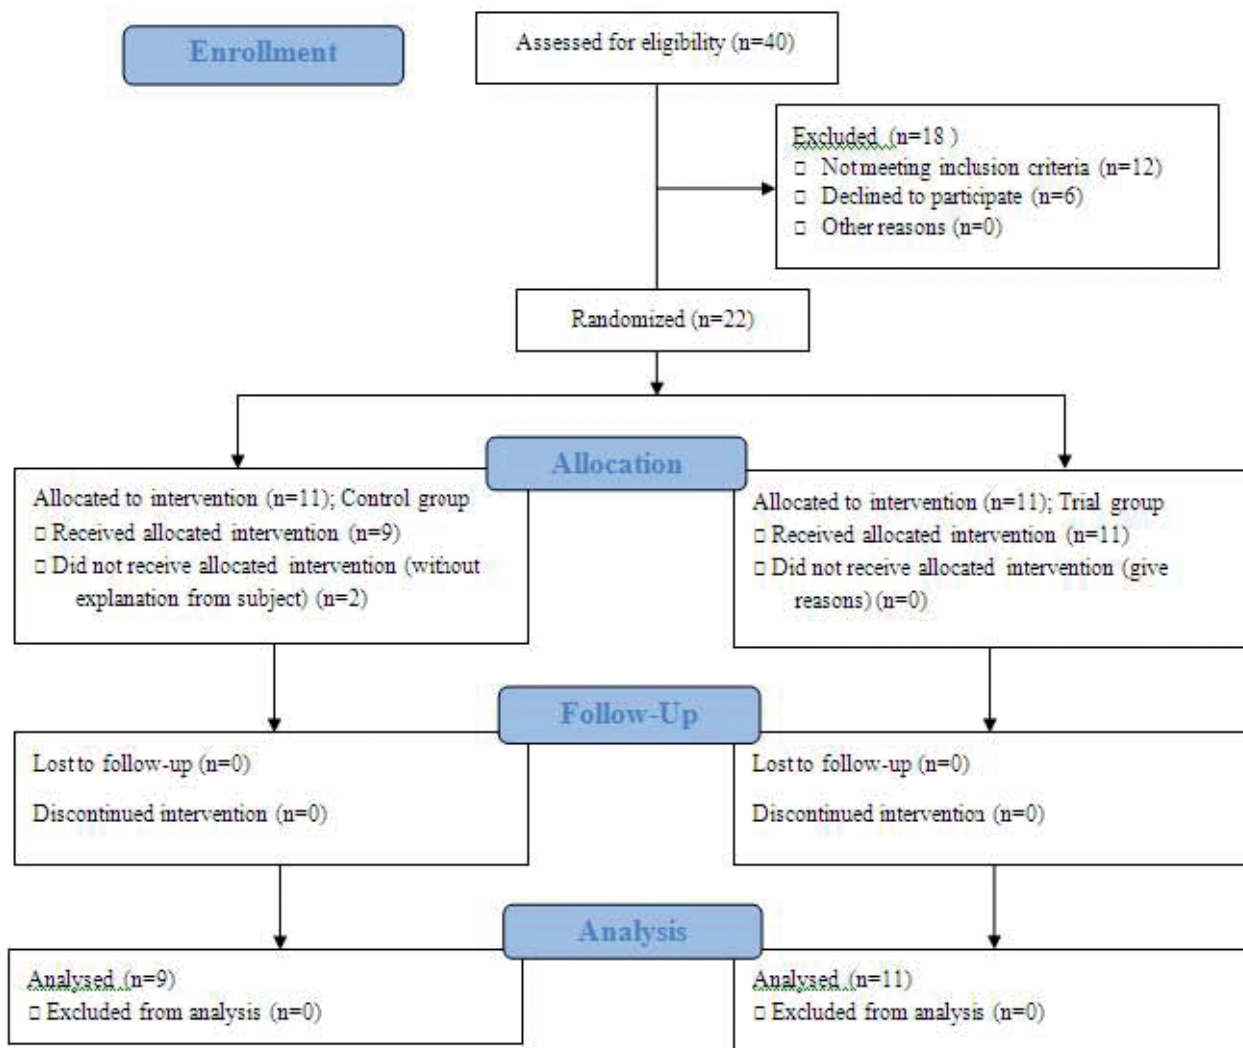 Enrollment
Assessed for eligibility (n=40)
Excluded (n=18 )
□ Not meeting inclusion criteria (n=12)
□ Declined to participate (n=6)
□ Other reasons (n=0)
Randomized (n=22)
Allocation
Allocated to intervention (n=11); Control group
□ Received allocated intervention (n=9)
□ Did not receive allocated intervention (without
explanation from subject) (n=2)
Allocated to intervention (n=11); Trial group
□ Received allocated intervention (n=11)
□ Did not receive allocated intervention (give
reasons) (n=0)
Follow-Up
Lost to follow-up (n=0)
Discontinued intervention (n=0)
Lost to follow-up (n=0)
Discontinued intervention (n=0)
Analysis
Analysed (n=9)
□ Excluded from analysis (n=0)
Analysed (n=11)
□ Excluded from analysis (n=0)